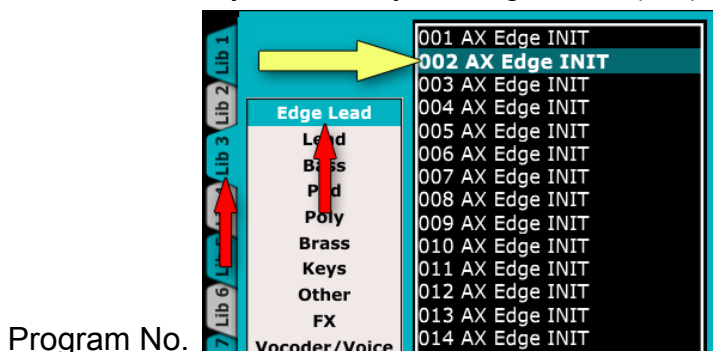 Lib 1
Lib 2
Lib 3
Lib 6
7
Program No.
Edge Lead
Lead
Bass
Pad
Poly
Brass
Keys
Other
FX
Vocoder/Voice
001 AX Edge INIT
002 AX Edge INIT
003 AX Edge INIT
004 AX Edge INIT
005 AX Edge INIT
006 AX Edge INIT
007 AX Edge INIT
008 AX Edge INIT
009 AX Edge INIT
010 AX Edge INIT
011 AX Edge INIT
012 AX Edge INIT
013 AX Edge INIT
014 AX Edge INIT